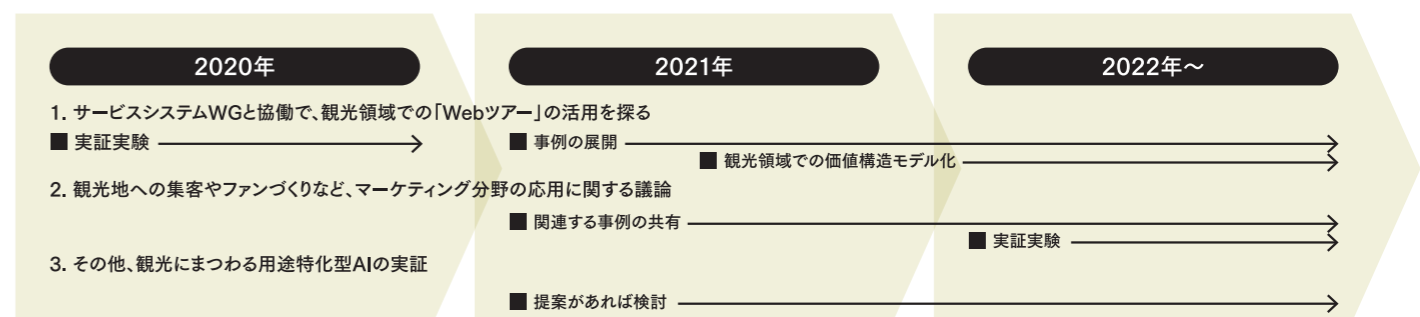 2020年
2021年
2022年〜
1. サービスシステムWGと協働で、観光領域での「Webツアー」の活用を探る
■ 実証実験
■ 事例の展開
■ 観光領域での価値構造モデル化
2. 観光地への集客やファンづくりなど、マーケティング分野の応用に関する議論
■ 関連する事例の共有
■ 実証実験
3. その他、観光にまつわる用途特化型AIの実証
■ 提案があれば検討